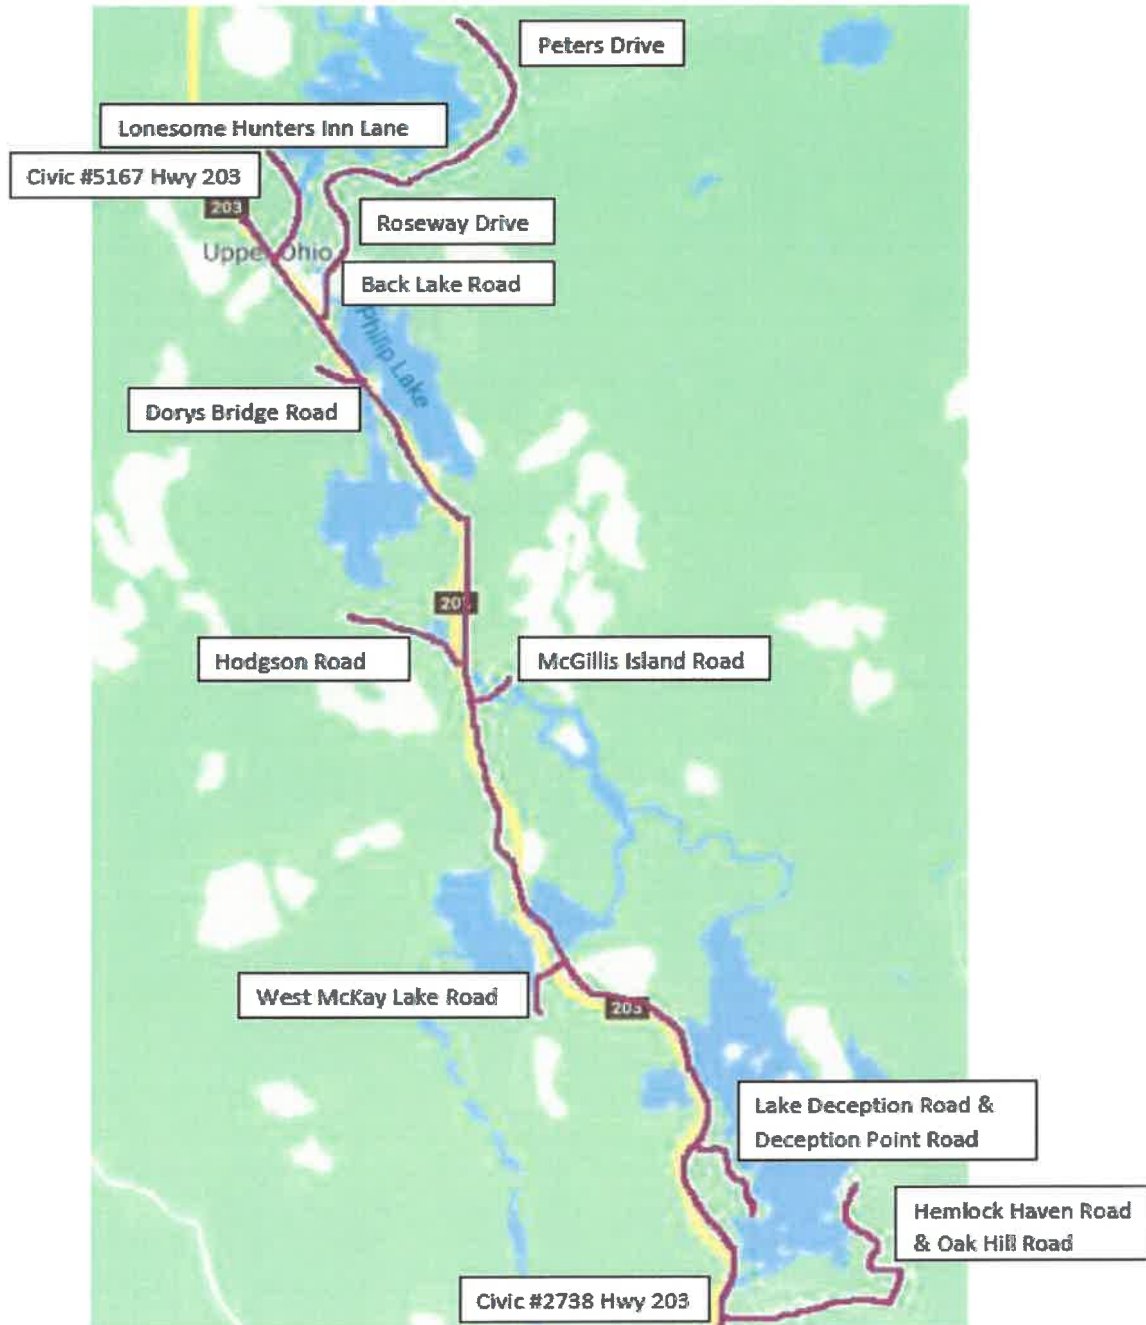 Peters Drive
Lonesome Hunters Inn Lane
Civic #5167 Hwy 203
203
Roseway Drive
Upper Ohio
Back Lake Road
Philip Lake
Dorys Bridge Road
203
Hodgson Road
McGillis Island Road
West McKay Lake Road
203
Lake Deception Road &
Deception Point Road
Hemlock Haven Road
& Oak Hill Road
Civic #2738 Hwy 203